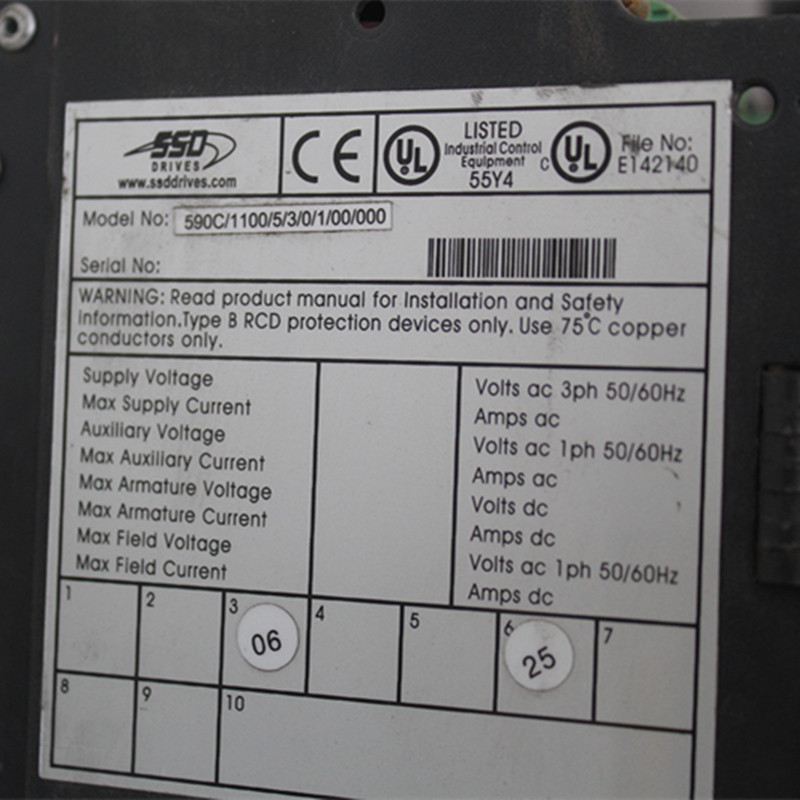 SSD
DRIVES
www.ssddrives.com
CE
UL
LISTED
Industrial Control
Equipment
55Y4
C UL
File No:
E142140
Model No: 590C/1100/5/3/0/1/00/000
Serial No:
WARNING: Read product manual for Installation and Safety
information.Type B RCD protection devices only. Use 75°C copper
conductors only.
Supply Voltage Volts ac 3ph 50/60Hz
Max Supply Current Amps ac
Auxiliary Voltage Volts ac 1ph 50/60Hz
Max Auxiliary Current Amps ac
Max Armature Voltage Volts dc
Max Armature Current Amps dc
Max Field Voltage Volts ac 1ph 50/60Hz
Max Field Current Amps dc
1 2 3 4 5 6 7
06 25
8 9 10